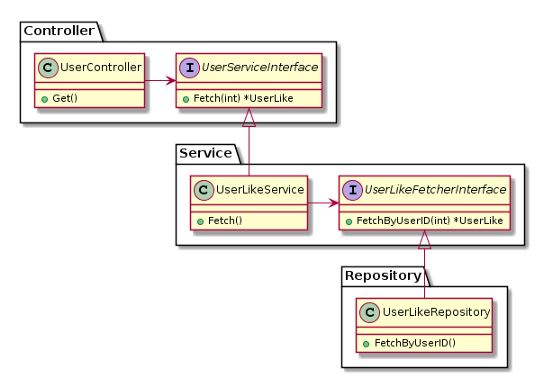 Controller
C UserController
I UserServiceInterface
Get()
Fetch(int) *UserLike
Service
C UserLikeService
I UserLikeFetcherInterface
Fetch()
FetchByUserID(int) *UserLike
Repository
C UserLikeRepository
FetchByUserID()